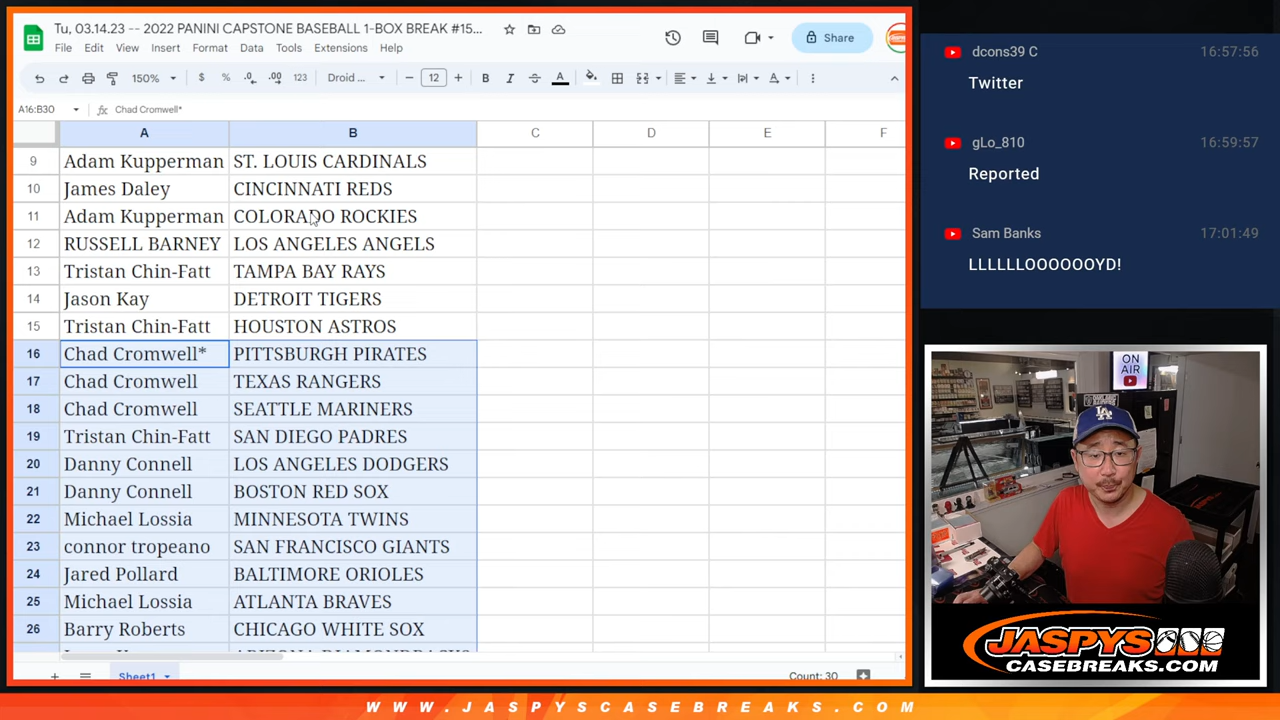 Tu, 03.14.23 -- 2022 PANINI CAPSTONE BASEBALL 1-BOX BREAK #15...
File Edit View Insert Format Data Tools Extensions Help
Share
150% $ % .0 .00 123 Droid ... 12 B I A A
A16:B30 fx Chad Cromwell*
A B C D E F
9 Adam Kupperman ST. LOUIS CARDINALS
10 James Daley CINCINNATI REDS
11 Adam Kupperman COLORADO ROCKIES
12 RUSSELL BARNEY LOS ANGELES ANGELS
13 Tristan Chin-Fatt TAMPA BAY RAYS
14 Jason Kay DETROIT TIGERS
15 Tristan Chin-Fatt HOUSTON ASTROS
16 Chad Cromwell* PITTSBURGH PIRATES
17 Chad Cromwell TEXAS RANGERS
18 Chad Cromwell SEATTLE MARINERS
19 Tristan Chin-Fatt SAN DIEGO PADRES
20 Danny Connell LOS ANGELES DODGERS
21 Danny Connell BOSTON RED SOX
22 Michael Lossia MINNESOTA TWINS
23 connor tropeano SAN FRANCISCO GIANTS
24 Jared Pollard BALTIMORE ORIOLES
25 Michael Lossia ATLANTA BRAVES
26 Barry Roberts CHICAGO WHITE SOX
Sheet1
Count: 30
dcons39 C 16:57:56
Twitter
gLo_810 16:59:57
Reported
Sam Banks 17:01:49
LLLLLLOOOOOOYD!
ON
AIR
LA
JASPYS
CASEBREAKS.COM
WWW.JASPYSCASEBREAKS.COM